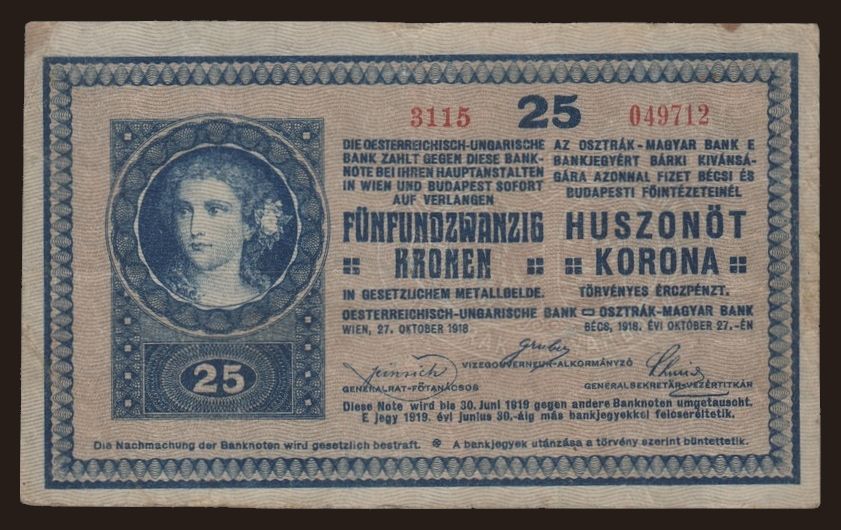 3115 25 049712
DIE OESTERREICHISCH-UNGARISCHE
BANK ZAHLT GEGEN DIESE BANK-
NOTE BEI IHREN HAUPTANSTALTEN
IN WIEN UND BUDAPEST SOFORT
AUF VERLANGEN
FÜNFUNDZWANZIG
KRONEN
IN GESETZLICHEM METALLGELDE.
OESTERREICHISCH-UNGARISCHE BANK
WIEN, 27. OKTOBER 1918
AZ OSZTRÁK-MAGYAR BANK E
BANKJEGYÉRT BÁRKI KIVÁNSÁ-
GÁRA AZONNAL FIZET BÉCSI ÉS
BUDAPESTI FŐINTÉZETEINÉL
HUSZONÖT
KORONA
TÖRVÉNYES ÉRCZPÉNZT.
OSZTRÁK-MAGYAR BANK
BÉCS, 1918. ÉVI OKTÓBER 27.-ÉN
25
Gruber
VIZEGOUVERNEUR-ALKORMÁNYZÓ
GENERALRAT-FŐTANÁCSOS
GENERALSEKRETÄR-VEZÉRTITKÁR
Diese Note wird bis 30. Juni 1919 gegen andere Banknoten umgetauscht.
E jegy 1919. évi junius 30.-áig más bankjegyekkel felcseréltetik.
Die Nachmachung der Banknoten wird gesetzlich bestraft. A bankjegyek utánzása a törvény szerint büntettetik.